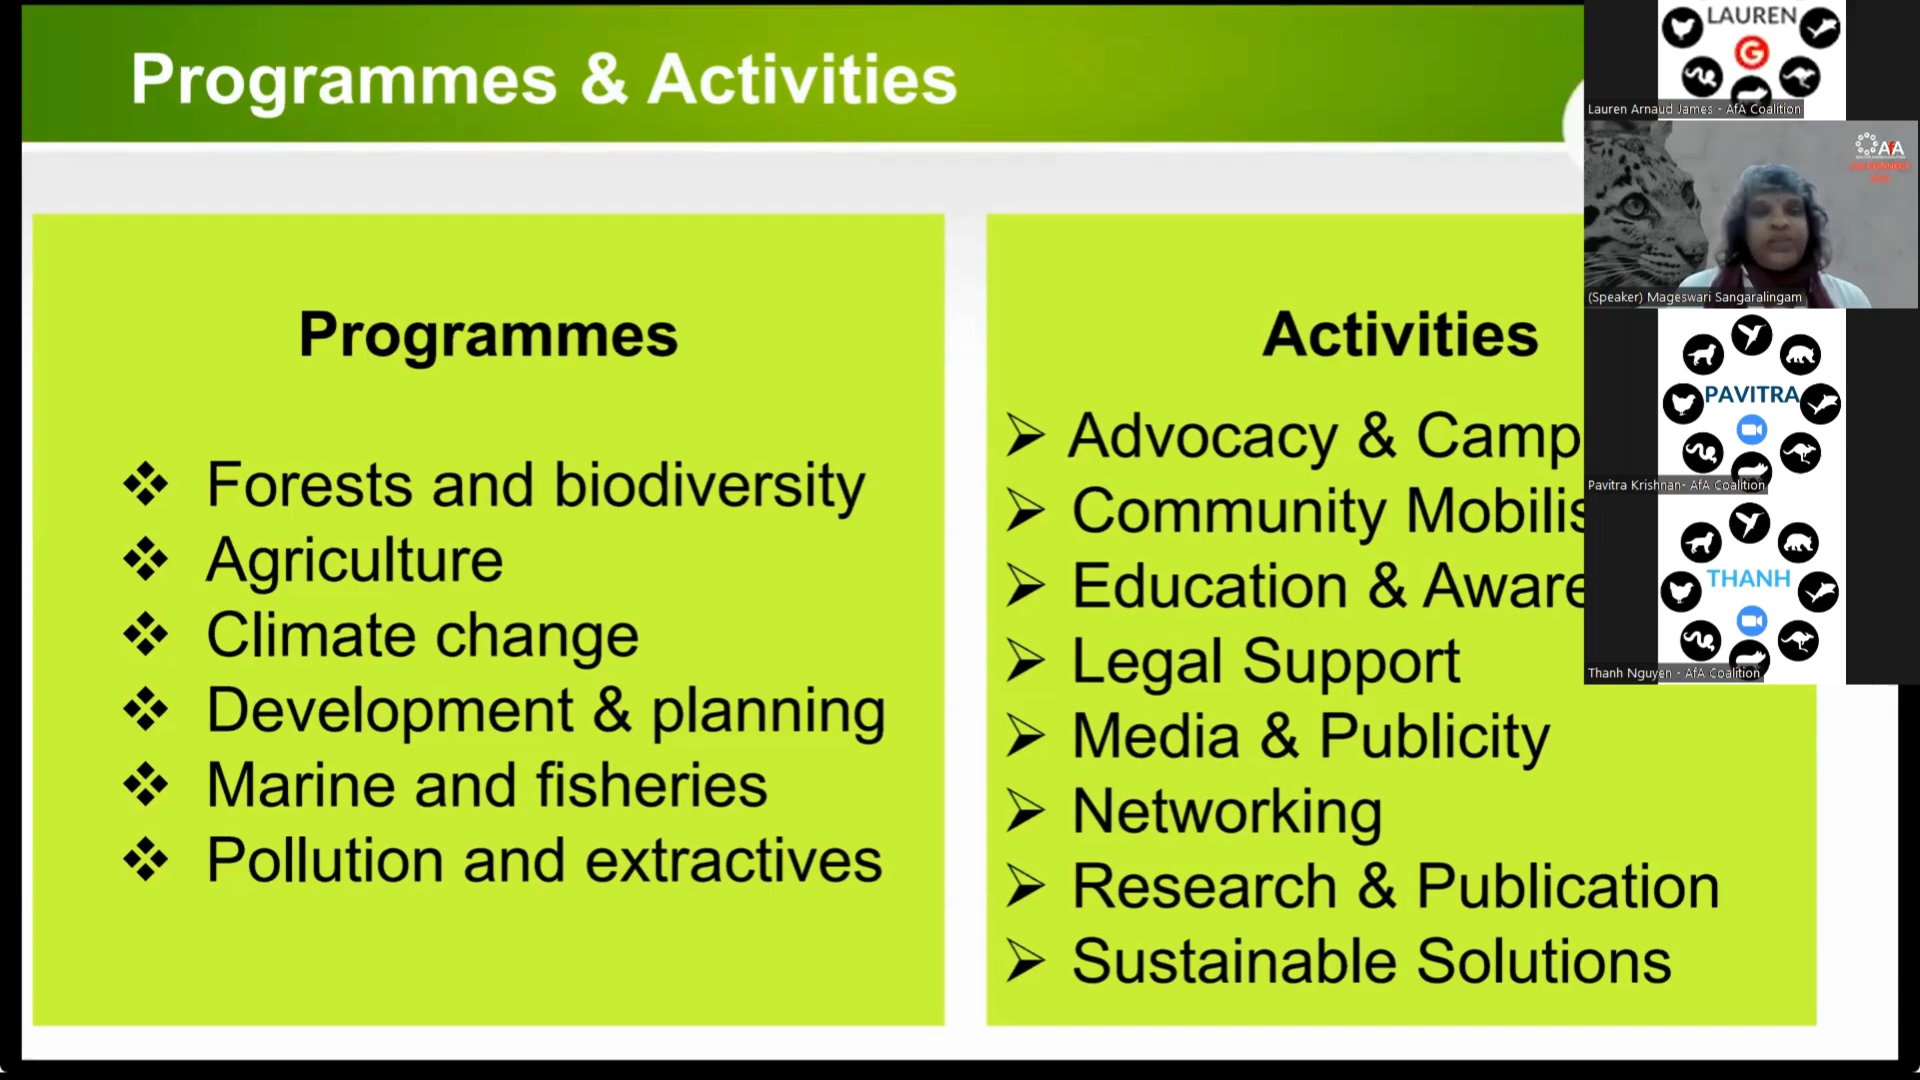 Programmes & Activities
Programmes
Forests and biodiversity
Agriculture
Climate change
Development & planning
Marine and fisheries
Pollution and extractives
Activities
Advocacy & Camp
Community Mobilis
Education & Aware
Legal Support
Media & Publicity
Networking
Research & Publication
Sustainable Solutions
LAUREN
G
Lauren Arnaud James - AfA Coalition
AfA
(Speaker) Mageswari Sangaralingam
PAVITRA
Pavitra Krishnan- AfA Coalition
THANH
Thanh Nguyen - AfA Coalition